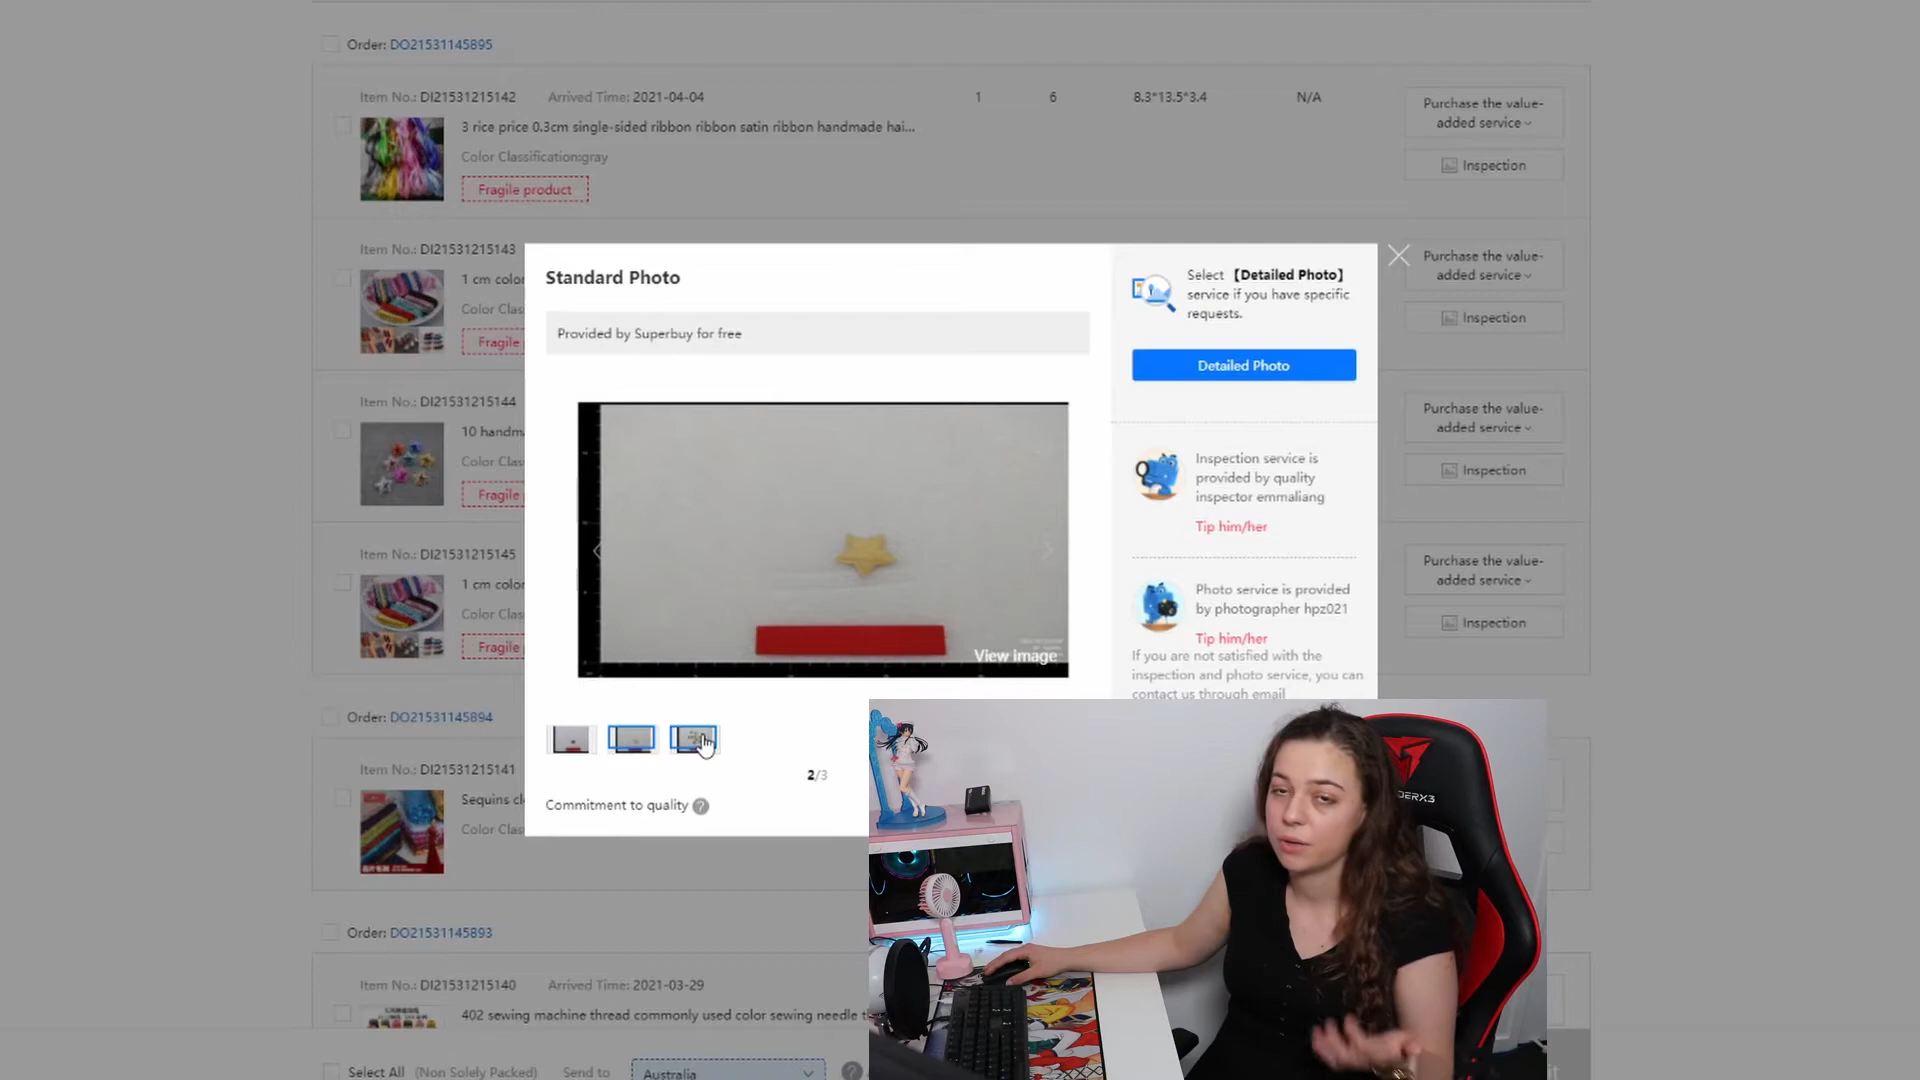 Order: DO21531145895
Item No.: DI21531215142 Arrived Time: 2021-04-04 1 6 8.3*13.5*3.4 N/A
3 rice price 0.3cm single-sided ribbon ribbon satin ribbon handmade hai...
Color Classification:gray
Fragile product
Purchase the value-
added service
Inspection
Item No.: DI21531215143
1 cm color
Color Clas
Fragile
Purchase the value-
added service
Inspection
Item No.: DI21531215144
10 handm
Color Clas
Fragile
Purchase the value-
added service
Inspection
Item No.: DI21531215145
1 cm color
Color Clas
Fragile
Purchase the value-
added service
Inspection
Standard Photo
Provided by Superbuy for free
View image
2/3
Commitment to quality ?
Select 【Detailed Photo】
service if you have specific
requests.
Detailed Photo
Inspection service is
provided by quality
inspector emmaliang
Tip him/her
Photo service is provided
by photographer hpz021
Tip him/her
If you are not satisfied with the
inspection and photo service, you can
contact us through email
Order: DO21531145894
Item No.: DI21531215141
Sequins cl
Color Clas
Order: DO21531145893
Item No.: DI21531215140 Arrived Time: 2021-03-29
402 sewing machine thread commonly used color sewing needle t
Select All (Non Solely Packed) Send to Australia ?